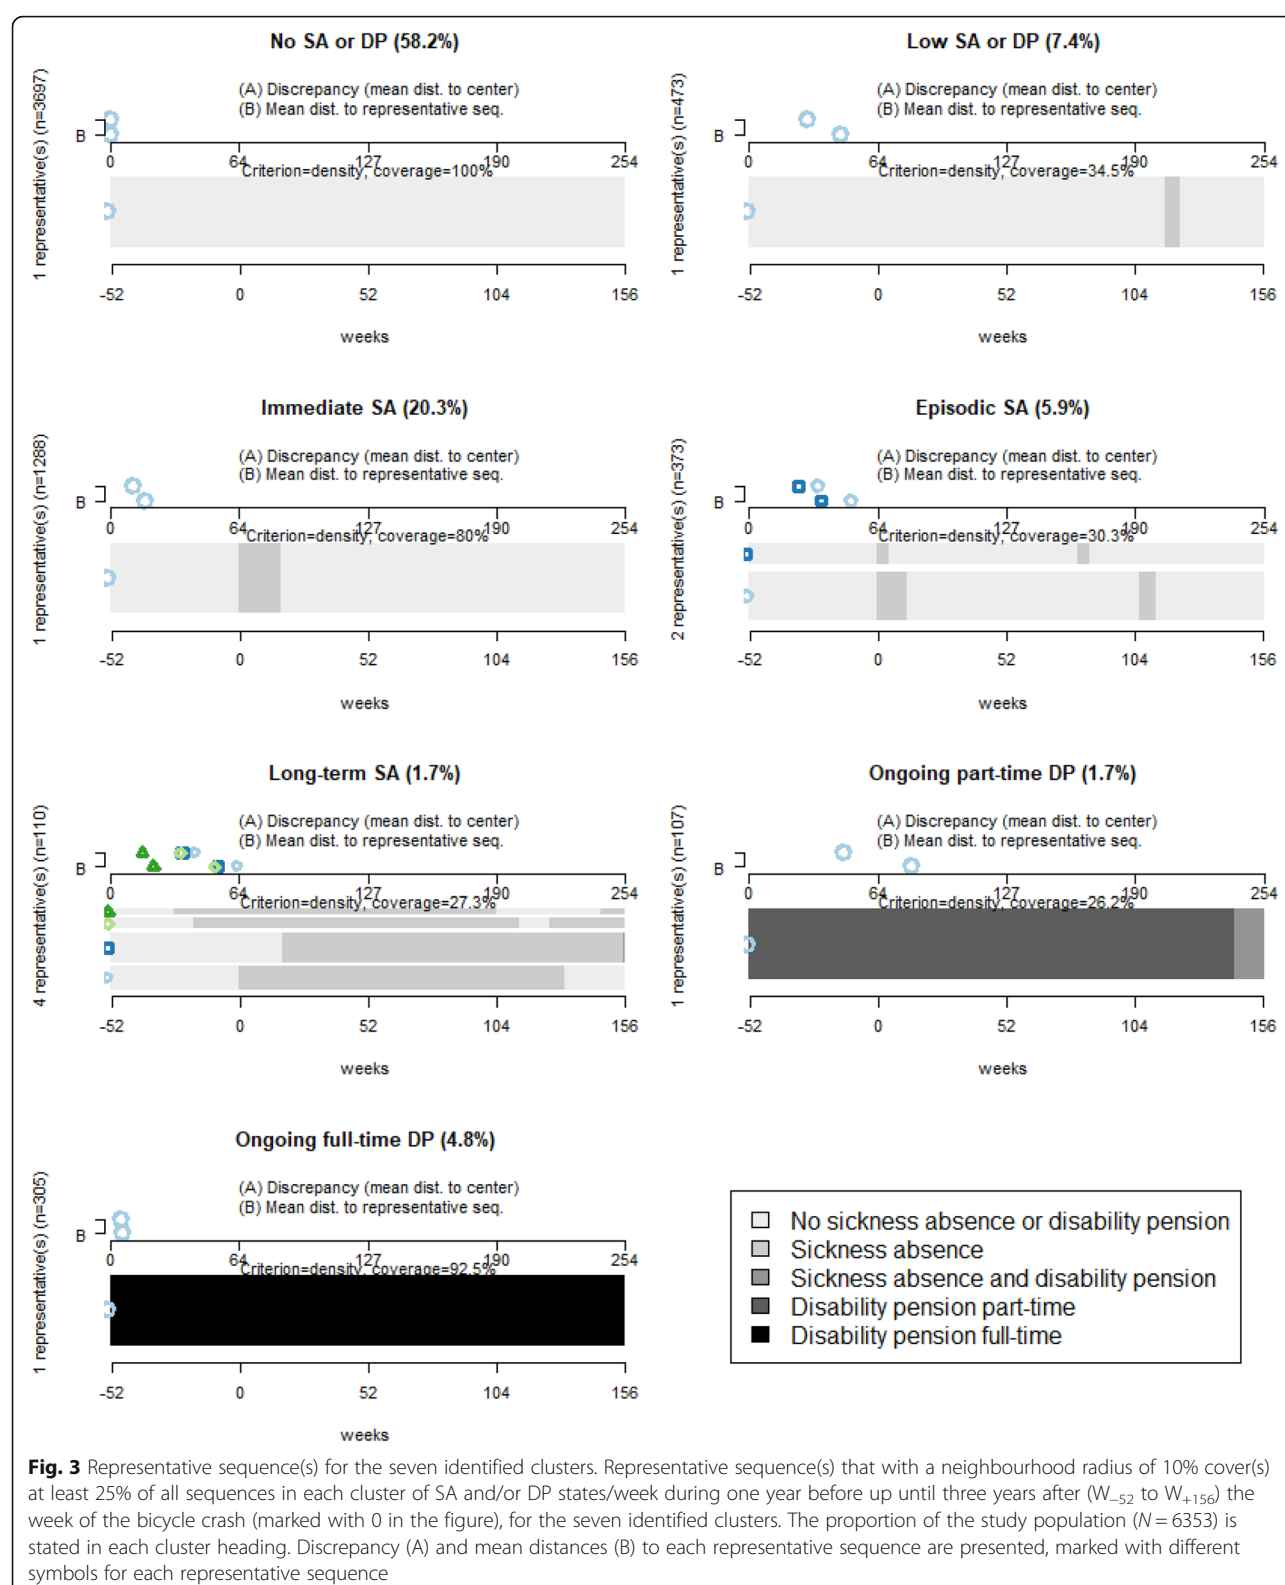 No SA or DP (58.2%)
1 representative(s) (n=3697)
(A) Discrepancy (mean dist. to center)
(B) Mean dist. to representative seq.
B
0 64 127 190 254
Criterion=density, coverage=100%
-52 0 52 104 156
weeks
Low SA or DP (7.4%)
1 representative(s) (n=473)
(A) Discrepancy (mean dist. to center)
(B) Mean dist. to representative seq.
B
0 64 127 190 254
Criterion=density, coverage=34.5%
-52 0 52 104 156
weeks
Immediate SA (20.3%)
1 representative(s) (n=1288)
(A) Discrepancy (mean dist. to center)
(B) Mean dist. to representative seq.
B
0 64 127 190 254
Criterion=density, coverage=80%
-52 0 52 104 156
weeks
Episodic SA (5.9%)
2 representative(s) (n=373)
(A) Discrepancy (mean dist. to center)
(B) Mean dist. to representative seq.
B
0 64 127 190 254
Criterion=density, coverage=30.3%
-52 0 52 104 156
weeks
Long-term SA (1.7%)
4 representative(s) (n=110)
(A) Discrepancy (mean dist. to center)
(B) Mean dist. to representative seq.
B
0 64 127 190 254
Criterion=density, coverage=27.3%
-52 0 52 104 156
weeks
Ongoing part-time DP (1.7%)
1 representative(s) (n=107)
(A) Discrepancy (mean dist. to center)
(B) Mean dist. to representative seq.
B
0 64 127 190 254
Criterion=density, coverage=26.2%
-52 0 52 104 156
weeks
Ongoing full-time DP (4.8%)
1 representative(s) (n=305)
(A) Discrepancy (mean dist. to center)
(B) Mean dist. to representative seq.
B
0 64 127 190 254
Criterion=density, coverage=92.5%
-52 0 52 104 156
weeks
No sickness absence or disability pension
Sickness absence
Sickness absence and disability pension
Disability pension part-time
Disability pension full-time
Fig. 3 Representative sequence(s) for the seven identified clusters. Representative sequence(s) that with a neighbourhood radius of 10% cover(s)
at least 25% of all sequences in each cluster of SA and/or DP states/week during one year before up until three years after (W₋₅₂ to W₊₁₅₆) the
week of the bicycle crash (marked with 0 in the figure), for the seven identified clusters. The proportion of the study population (N = 6353) is
stated in each cluster heading. Discrepancy (A) and mean distances (B) to each representative sequence are presented, marked with different
symbols for each representative sequence